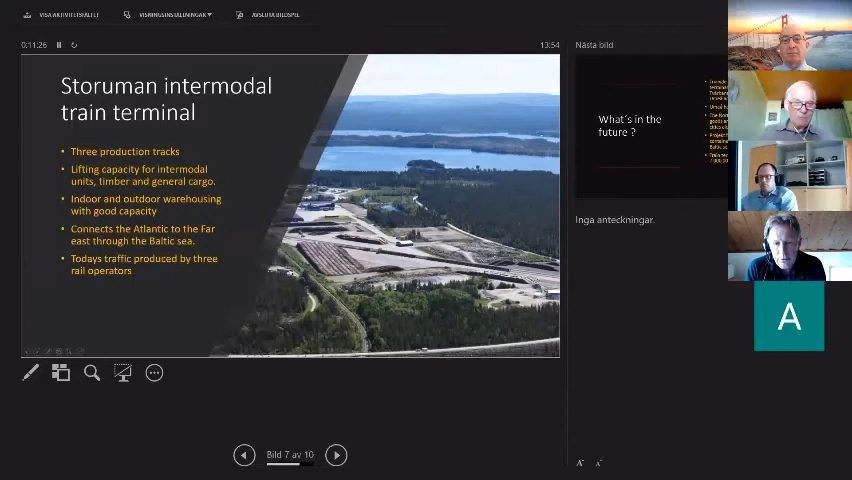 VISA AKTIVITETSFÄLTET
VISNINGSINSTÄLLNINGAR
AVSLUTA BILDSPEL
0:11:26
13:54
Nästa bild
Storuman intermodal
train terminal
• Three production tracks
• Lifting capacity for intermodal
units, timber and general cargo.
• Indoor and outdoor warehousing
with good capacity
• Connects the Atlantic to the Far
east through the Baltic sea.
• Todays traffic produced by three
rail operators
What´s in the
future ?
Inga anteckningar.
A
Bild 7 av 10
A A